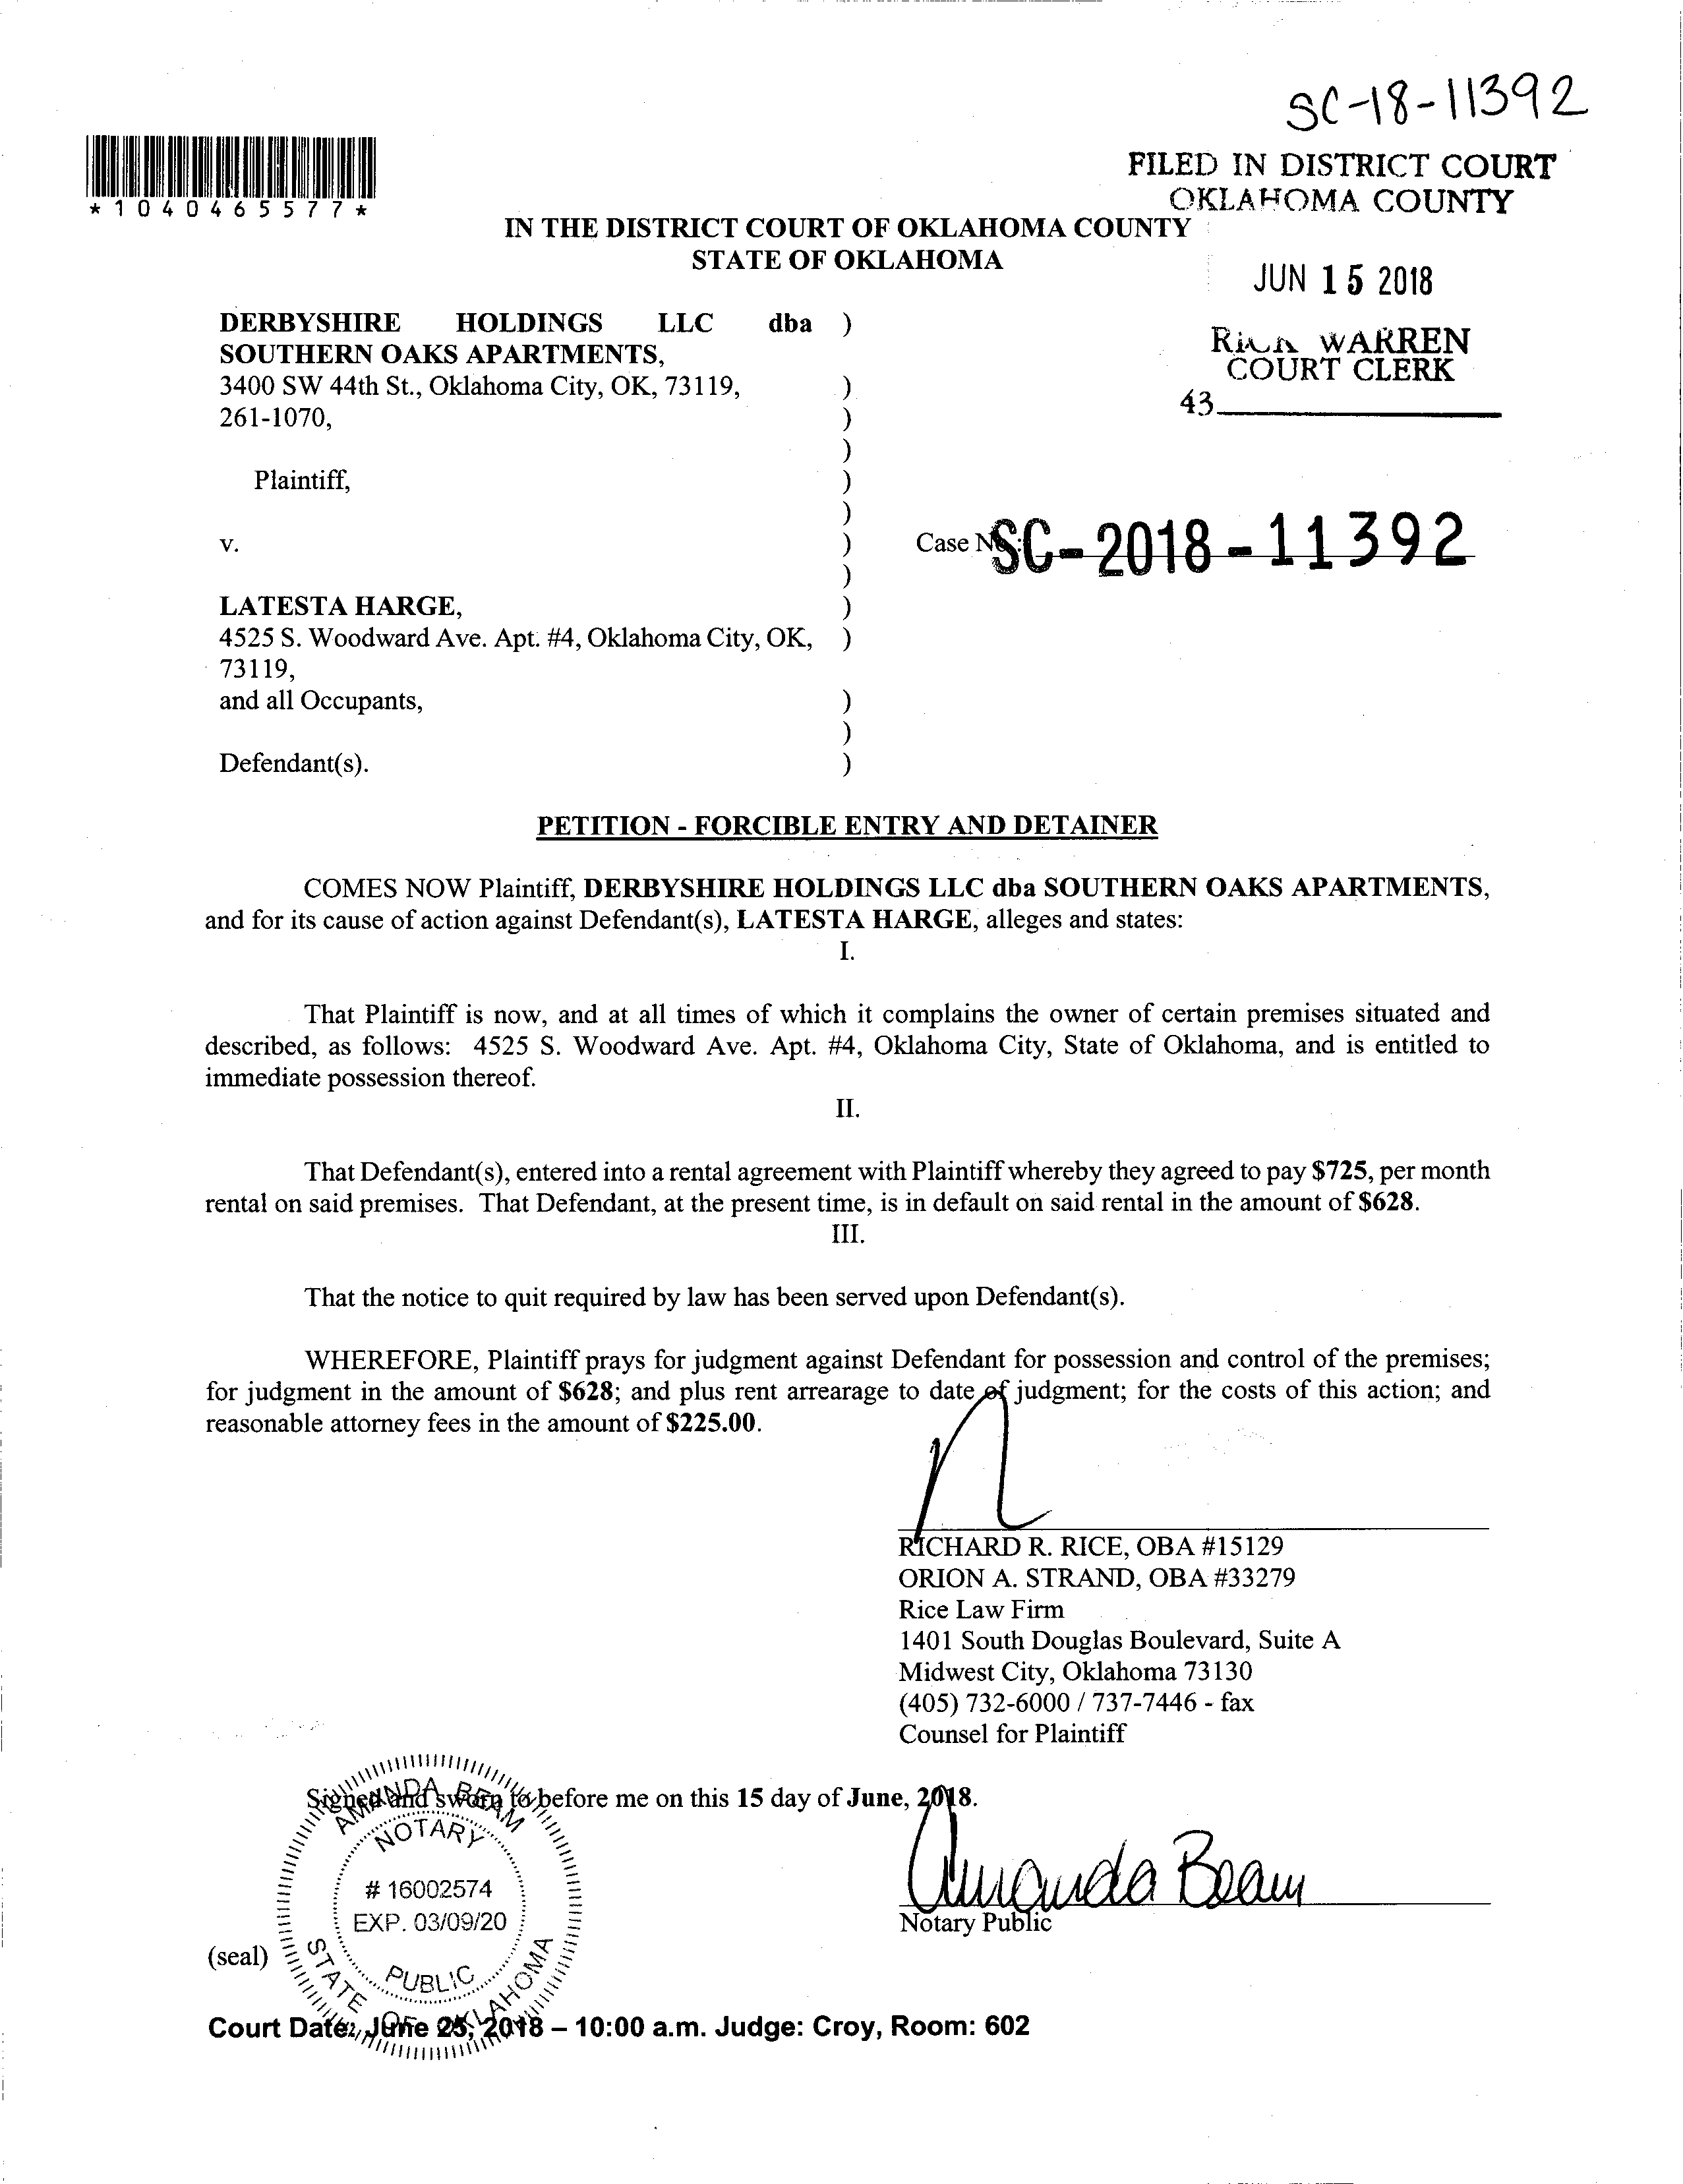 SC-18-11392
FILED IN DISTRICT COURT
OKLAHOMA COUNTY
*1040465577*
IN THE DISTRICT COURT OF OKLAHOMA COUNTY
STATE OF OKLAHOMA
JUN 15 2018
RICK WARREN
COURT CLERK
43
DERBYSHIRE HOLDINGS LLC dba )
SOUTHERN OAKS APARTMENTS,
3400 SW 44th St., Oklahoma City, OK, 73119, )
261-1070, )
)
Plaintiff, )
)
v. ) Case No.: SC-2018-11392
)
LATESTA HARGE, )
4525 S. Woodward Ave. Apt. #4, Oklahoma City, OK, )
73119,
and all Occupants, )
)
Defendant(s). )
PETITION - FORCIBLE ENTRY AND DETAINER
COMES NOW Plaintiff, DERBYSHIRE HOLDINGS LLC dba SOUTHERN OAKS APARTMENTS,
and for its cause of action against Defendant(s), LATESTA HARGE, alleges and states:
I.
That Plaintiff is now, and at all times of which it complains the owner of certain premises situated and
described, as follows: 4525 S. Woodward Ave. Apt. #4, Oklahoma City, State of Oklahoma, and is entitled to
immediate possession thereof.
II.
That Defendant(s), entered into a rental agreement with Plaintiff whereby they agreed to pay $725, per month
rental on said premises. That Defendant, at the present time, is in default on said rental in the amount of $628.
III.
That the notice to quit required by law has been served upon Defendant(s).
WHEREFORE, Plaintiff prays for judgment against Defendant for possession and control of the premises;
for judgment in the amount of $628; and plus rent arrearage to date of judgment; for the costs of this action; and
reasonable attorney fees in the amount of $225.00.
RICHARD R. RICE, OBA #15129
ORION A. STRAND, OBA #33279
Rice Law Firm
1401 South Douglas Boulevard, Suite A
Midwest City, Oklahoma 73130
(405) 732-6000 / 737-7446 - fax
Counsel for Plaintiff
Signed and sworn to before me on this 15 day of June, 2018.
AMANDA BEAM
NOTARY
# 16002574
EXP. 03/09/20
PUBLIC
STATE OF OKLAHOMA
Amanda Beam
Notary Public
(seal)
Court Date: June 25, 2018 – 10:00 a.m. Judge: Croy, Room: 602